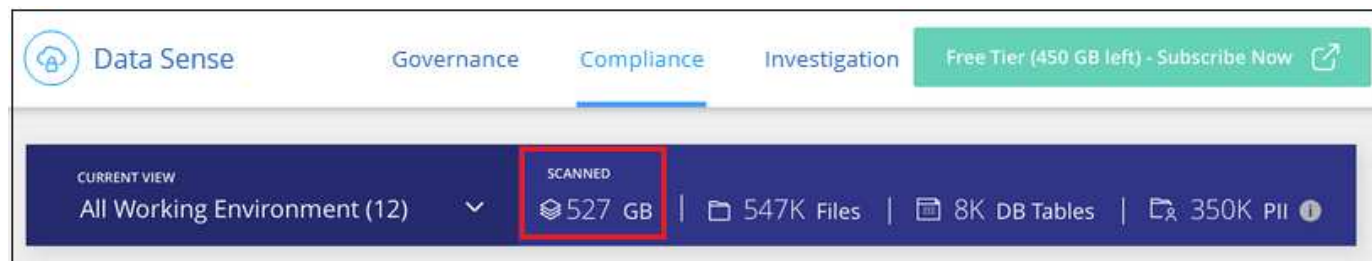 Data Sense Governance Compliance Investigation Free Tier (450 GB left) - Subscribe Now
CURRENT VIEW SCANNED
All Working Environment (12) 527 GB | 547K Files | 8K DB Tables | 350K PII